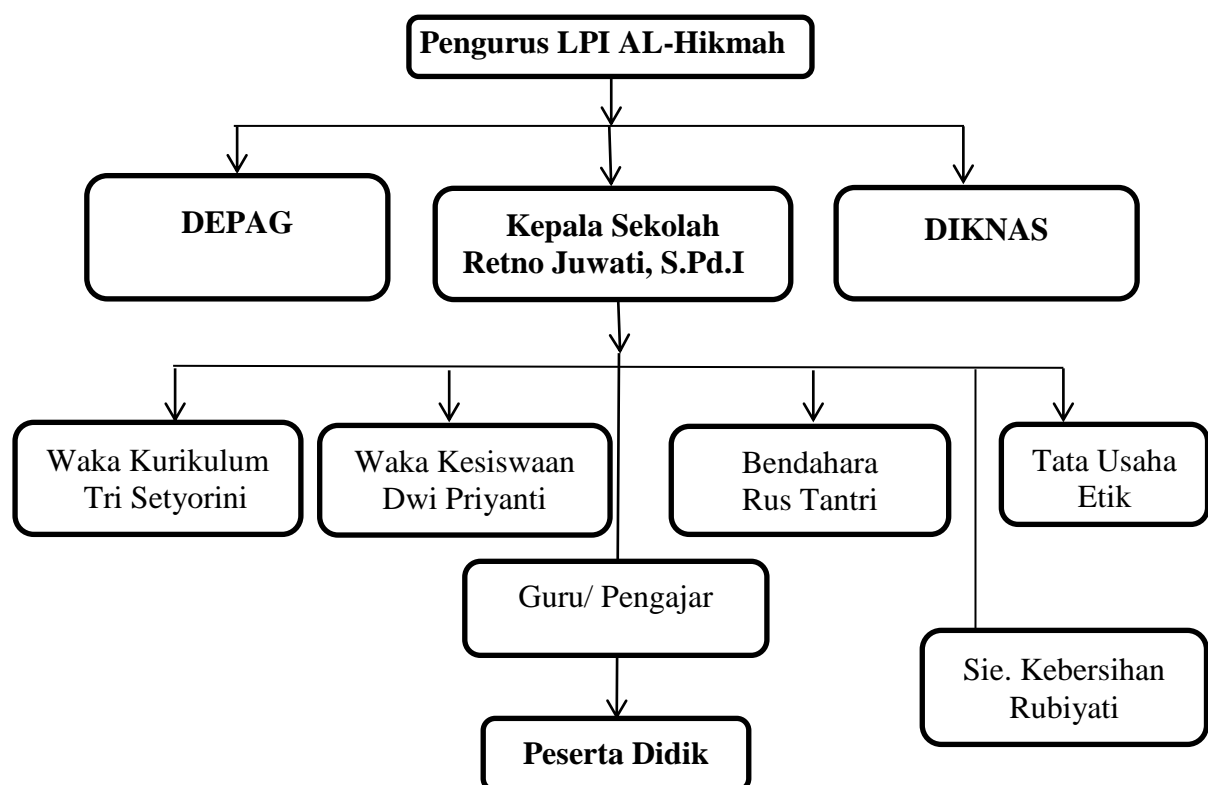 Pengurus LPI AL-Hikmah
DEPAG
Kepala Sekolah
Retno Juwati, S.Pd.I
DIKNAS
Waka Kurikulum
Tri Setyorini
Waka Kesiswaan
Dwi Priyanti
Bendahara
Rus Tantri
Tata Usaha
Etik
Guru/ Pengajar
Sie. Kebersihan
Rubiyati
Peserta Didik